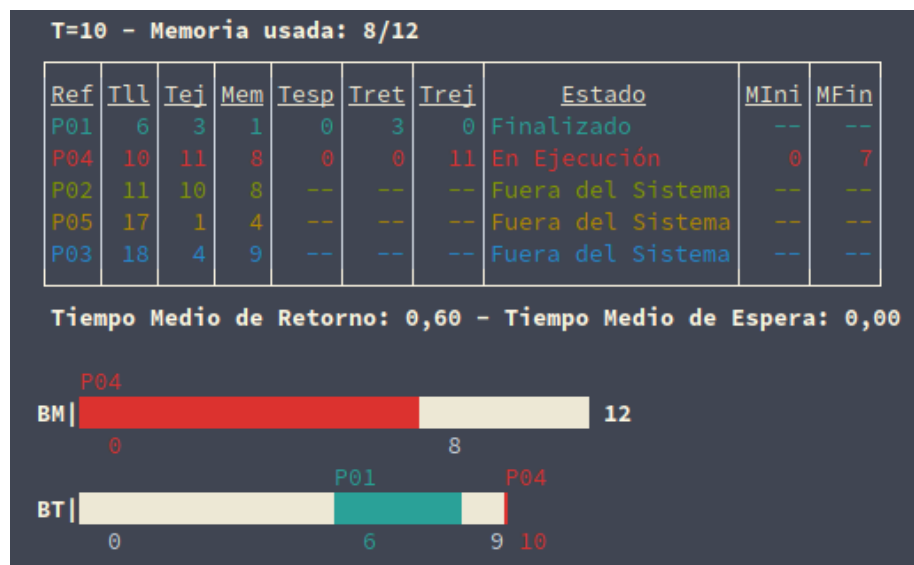 T=10 – Memoria usada: 8/12
Ref Tll Tej Mem Tesp Tret Trej Estado MIni MFin
P01 6 3 1 0 3 0 Finalizado -- --
P04 10 11 8 0 0 11 En Ejecución 0 7
P02 11 10 8 -- -- -- Fuera del Sistema -- --
P05 17 1 4 -- -- -- Fuera del Sistema -- --
P03 18 4 9 -- -- -- Fuera del Sistema -- --
Tiempo Medio de Retorno: 0,60 – Tiempo Medio de Espera: 0,00
P04
BM| 12
0 8
P01 P04
BT|
0 6 9 10